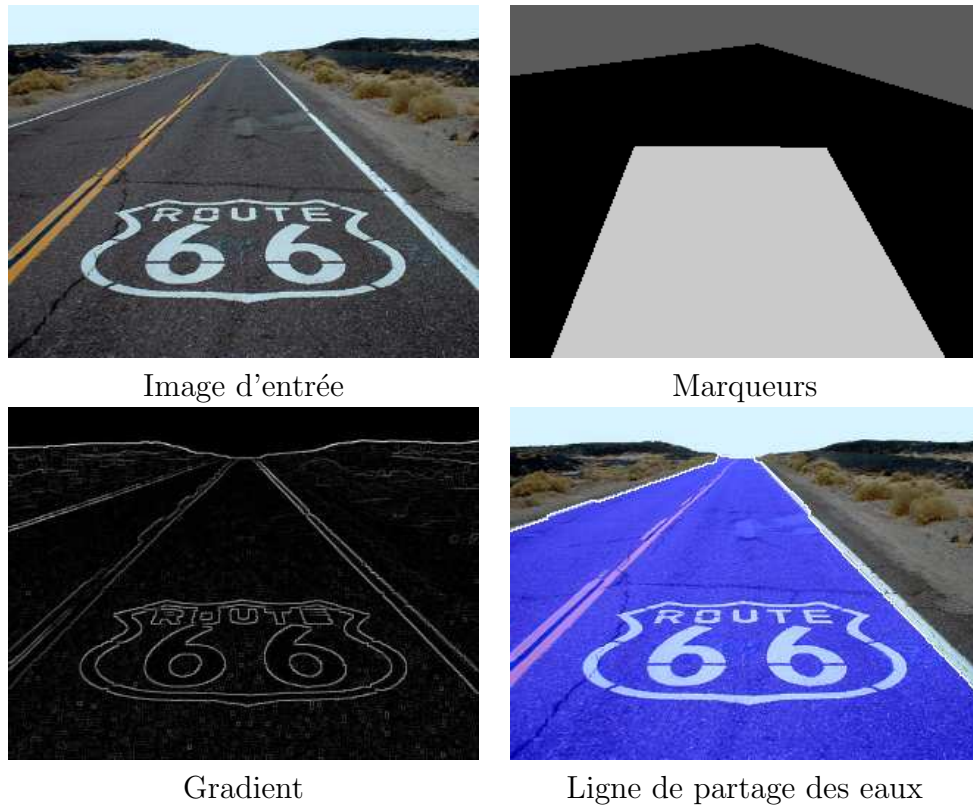 ROUTE
66
Image d'entrée
Marqueurs
ROUTE
66
ROUTE
66
Gradient
Ligne de partage des eaux